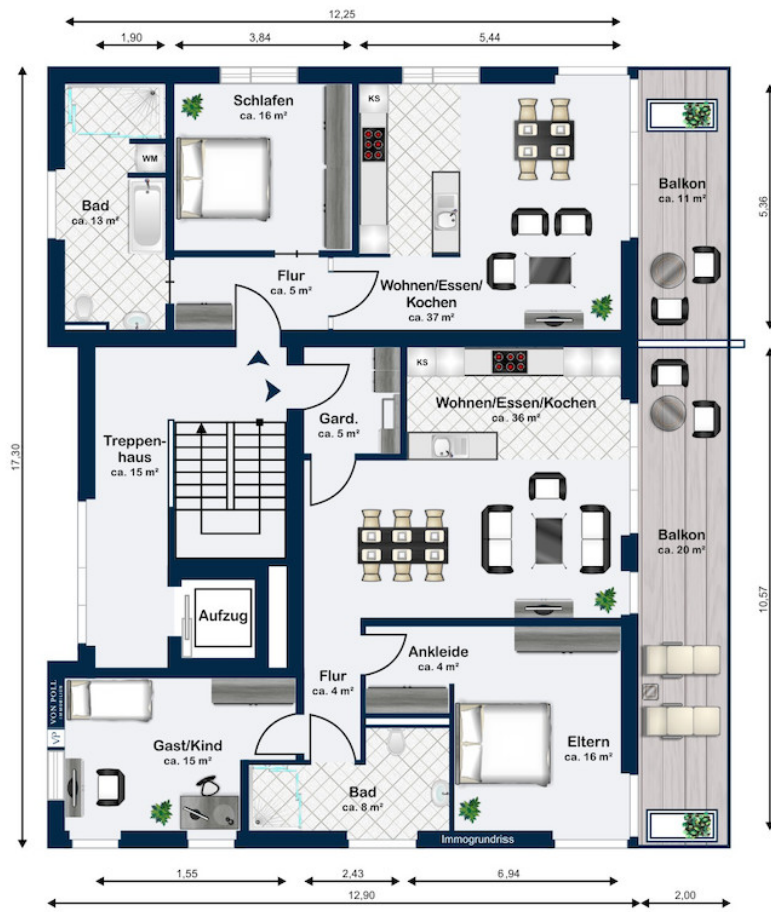 12,25
1,90
3,84
5,44
Schlafen
ca. 16 m²
KS
WM
Bad
ca. 13 m²
Balkon
ca. 11 m²
5,36
Flur
ca. 5 m²
Wohnen/Essen/
Kochen
ca. 37 m²
KS
Wohnen/Essen/Kochen
ca. 36 m²
Gard.
ca. 5 m²
Treppen-
haus
ca. 15 m²
17,30
Balkon
ca. 20 m²
10,57
Aufzug
Ankleide
ca. 4 m²
Flur
ca. 4 m²
VON POLL
IMMOBILIEN
VP
Gast/Kind
ca. 15 m²
Eltern
ca. 16 m²
Bad
ca. 8 m²
Immogrundriss
1,55
2,43
6,94
12,90
2,00